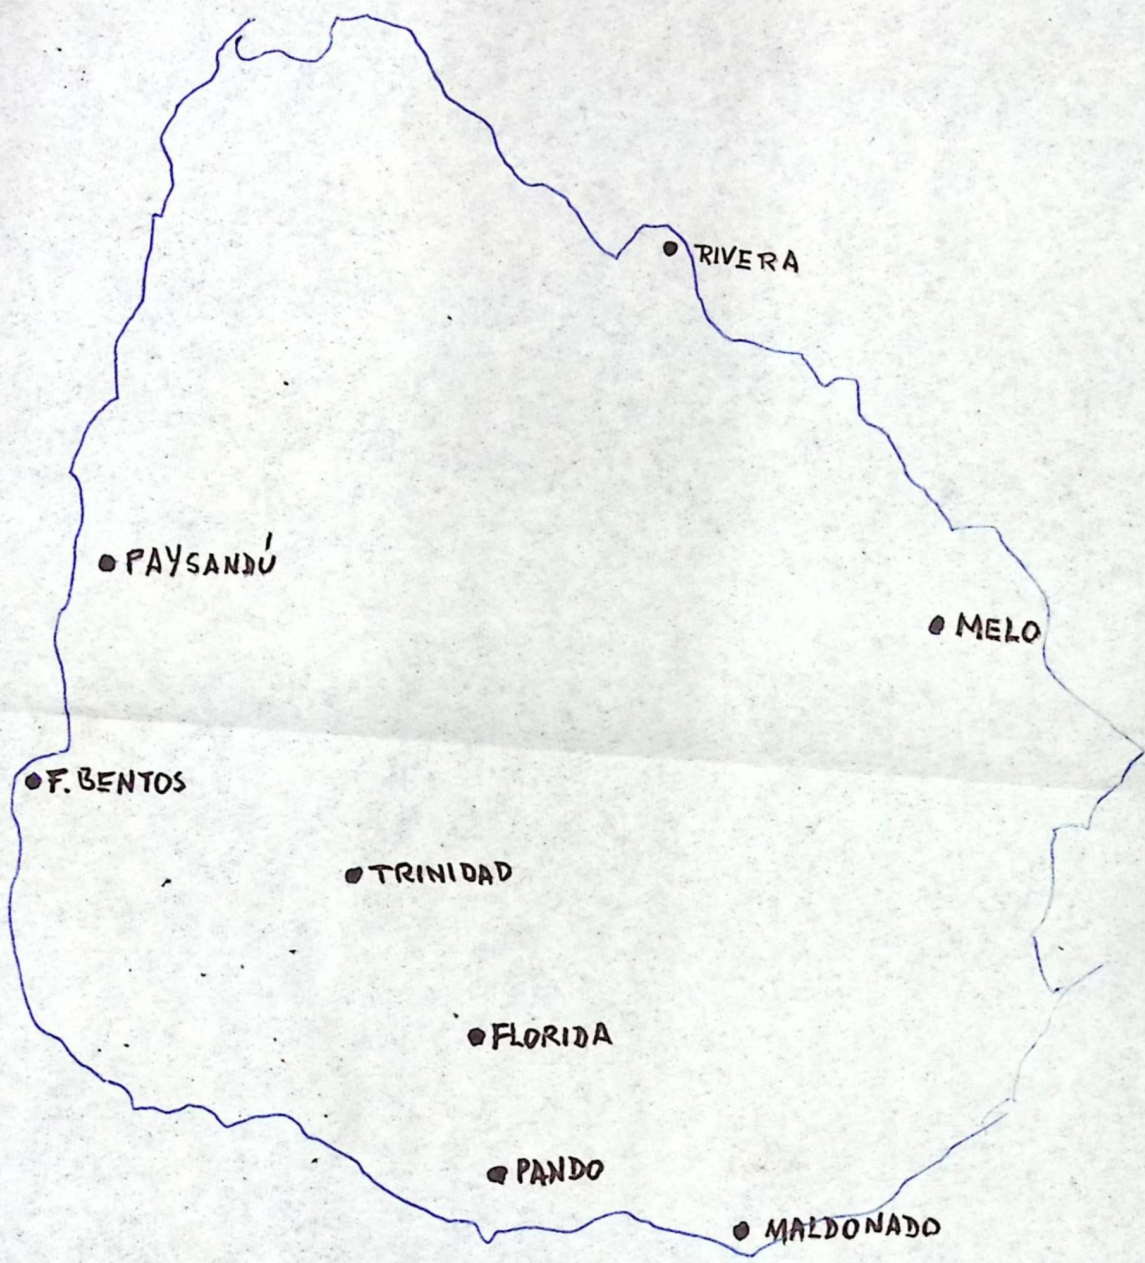 RIVERA
PAYSANDÚ
MELO
F. BENTOS
TRINIDAD
FLORIDA
PANDO
MALDONADO